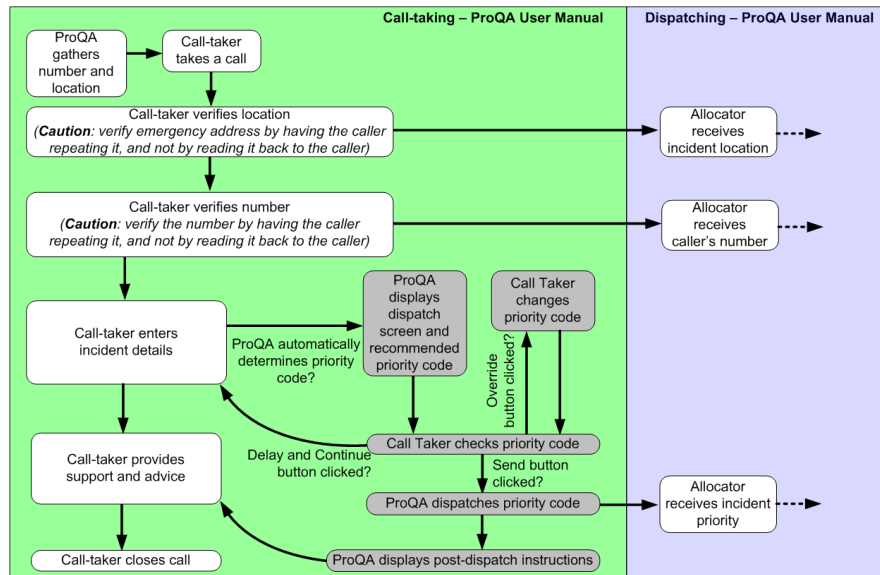 Call-taking – ProQA User Manual
Dispatching – ProQA User Manual
ProQA
gathers
number and
location
Call-taker
takes a call
Call-taker verifies location
(Caution: verify emergency address by having the caller
repeating it, and not by reading it back to the caller)
Allocator
receives
incident location
Call-taker verifies number
(Caution: verify the number by having the caller
repeating it, and not by reading it back to the caller)
Allocator
receives
caller's number
Call-taker enters
incident details
ProQA automatically
determines priority
code?
ProQA
displays
dispatch
screen and
recommended
priority code
Call Taker
changes
priority code
Override
button clicked?
Call Taker checks priority code
Delay and Continue
button clicked?
Send button
clicked?
Call-taker provides
support and advice
ProQA dispatches priority code
Allocator
receives incident
priority
Call-taker closes call
ProQA displays post-dispatch instructions